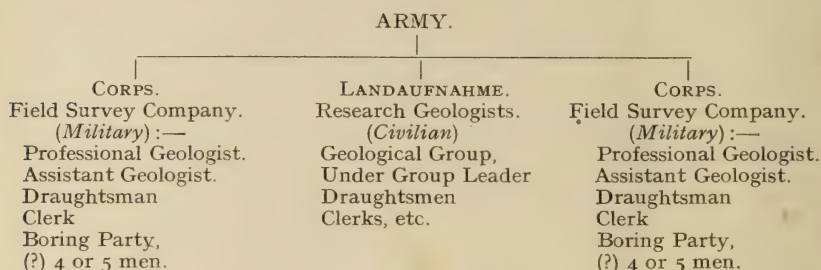 ARMY.
CORPS.
Field Survey Company.
(Military) :—
Professional Geologist.
Assistant Geologist.
Draughtsman
Clerk
Boring Party,
(?) 4 or 5 men.
LANDAUFNAHME.
Research Geologists.
(Civilian)
Geological Group,
Under Group Leader
Draughtsmen
Clerks, etc.
CORPS.
Field Survey Company.
(Military) :—
Professional Geologist.
Assistant Geologist.
Draughtsman
Clerk
Boring Party,
(?) 4 or 5 men.